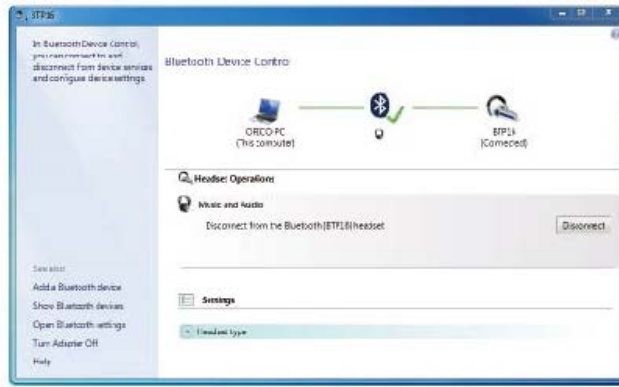 BTP16
In Bluetooth Device Control,
you can connect to and
disconnect from device services
and configure device settings
Bluetooth Device Control
ORICO-PC
(This computer)
BTP16
(Connected)
Headset Operations
Music and Audio
Disconnect from the Bluetooth (BTP16) headset
Disconnect
See also
Add a Bluetooth device
Show Bluetooth devices
Open Bluetooth settings
Turn Adapter Off
Help
Settings
Headset type